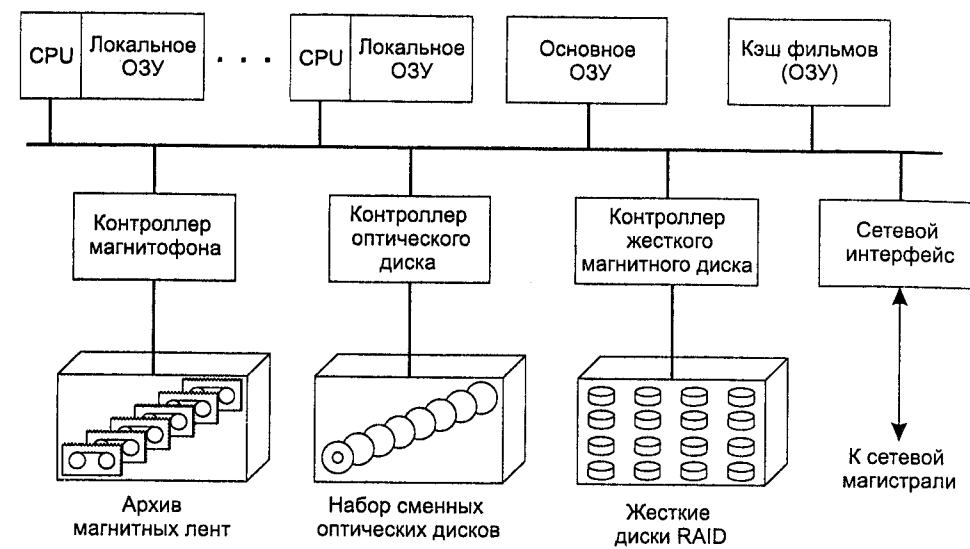 CPU
Локальное
ОЗУ
. . .
CPU
Локальное
ОЗУ
Основное
ОЗУ
Кэш фильмов
(ОЗУ)
Контроллер
магнитофона
Контроллер
оптического
диска
Контроллер
жесткого
магнитного диска
Сетевой
интерфейс
Архив
магнитных лент
Набор сменных
оптических дисков
Жесткие
диски RAID
К сетевой
магистрали